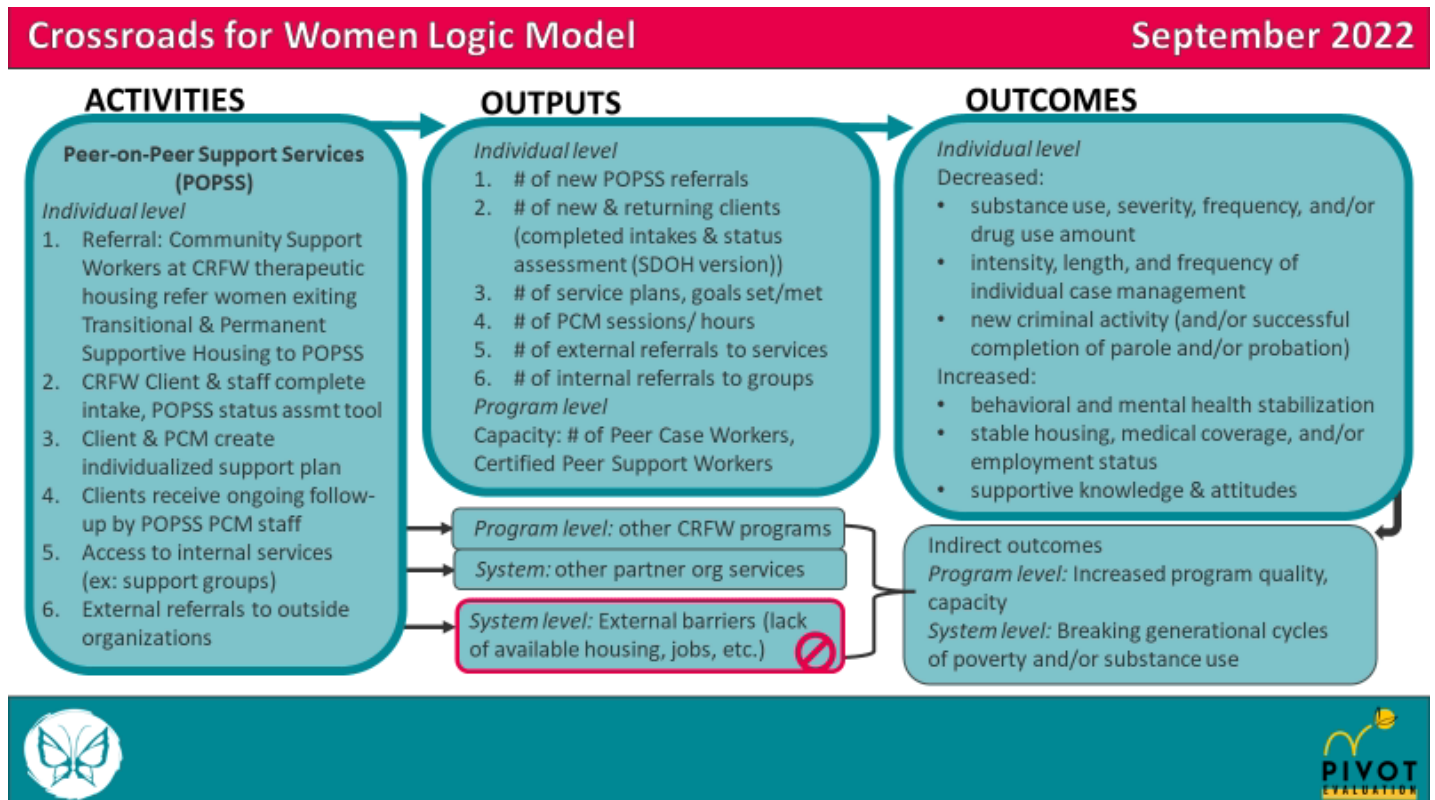 Crossroads for Women Logic Model
September 2022
ACTIVITIES
Peer-on-Peer Support Services
(POPSS)
Individual level
1. Referral: Community Support
Workers at CRFW therapeutic
housing refer women exiting
Transitional & Permanent
Supportive Housing to POPSS
2. CRFW Client & staff complete
intake, POPSS status assmt tool
3. Client & PCM create
individualized support plan
4. Clients receive ongoing follow-
up by POPSS PCM staff
5. Access to internal services
(ex: support groups)
6. External referrals to outside
organizations
OUTPUTS
Individual level
1. # of new POPSS referrals
2. # of new & returning clients
(completed intakes & status
assessment (SDOH version))
3. # of service plans, goals set/met
4. # of PCM sessions/ hours
5. # of external referrals to services
6. # of internal referrals to groups
Program level
Capacity: # of Peer Case Workers,
Certified Peer Support Workers
Program level: other CRFW programs
System: other partner org services
System level: External barriers (lack
of available housing, jobs, etc.)
OUTCOMES
Individual level
Decreased:
• substance use, severity, frequency, and/or
drug use amount
• intensity, length, and frequency of
individual case management
• new criminal activity (and/or successful
completion of parole and/or probation)
Increased:
• behavioral and mental health stabilization
• stable housing, medical coverage, and/or
employment status
• supportive knowledge & attitudes
Indirect outcomes
Program level: Increased program quality,
capacity
System level: Breaking generational cycles
of poverty and/or substance use
PIVOT
EVALUATION